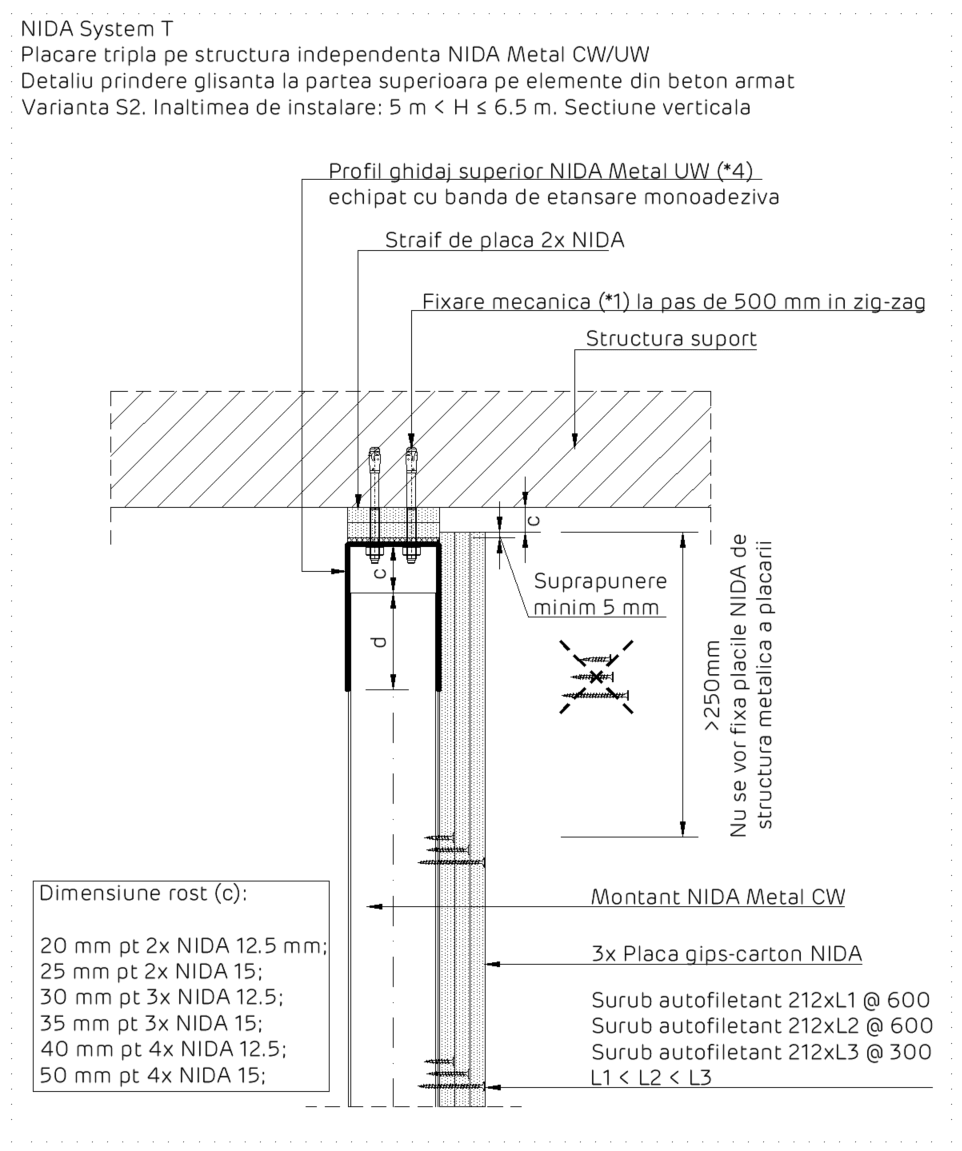 NIDA System T
Placare tripla pe structura independenta NIDA Metal CW/UW
Detaliu prindere glisanta la partea superioara pe elemente din beton armat
Varianta S2. Inaltimea de instalare: 5 m < H ≤ 6.5 m. Sectiune verticala
Profil ghidaj superior NIDA Metal UW (*4)
echipat cu banda de etansare monoadeziva
Straif de placa 2x NIDA
Fixare mecanica (*1) la pas de 500 mm in zig-zag
Structura suport
c
c
d
Suprapunere
minim 5 mm
>250mm
Nu se vor fixa placile NIDA de
structura metalica a placarii
Dimensiune rost (c):
20 mm pt 2x NIDA 12.5 mm;
25 mm pt 2x NIDA 15;
30 mm pt 3x NIDA 12.5;
35 mm pt 3x NIDA 15;
40 mm pt 4x NIDA 12.5;
50 mm pt 4x NIDA 15;
Montant NIDA Metal CW
3x Placa gips-carton NIDA
Surub autofiletant 212xL1 @ 600
Surub autofiletant 212xL2 @ 600
Surub autofiletant 212xL3 @ 300
L1 < L2 < L3